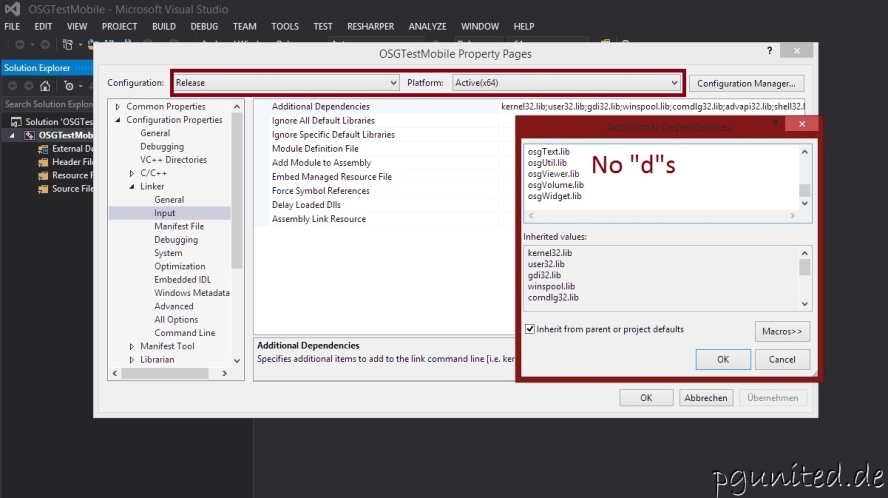 OSGTestMobile - Microsoft Visual Studio
FILE EDIT VIEW PROJECT BUILD DEBUG TEAM TOOLS TEST RESHARPER ANALYZE WINDOW HELP
Solution Explorer
Search Solution Explorer
Solution 'OSGTes
OSGTestMob
External De
Header File
Resource F
Source File
OSGTestMobile Property Pages
? ×
Configuration: Release Platform: Active(x64) Configuration Manager...
Common Properties
Configuration Properties
General
Debugging
VC++ Directories
C/C++
Linker
General
Input
Manifest File
Debugging
System
Optimization
Embedded IDL
Windows Metadata
Advanced
All Options
Command Line
Manifest Tool
Librarian
Additional Dependencies kernel32.lib;user32.lib;gdi32.lib;winspool.lib;comdlg32.lib;advapi32.lib;shell32.l
Ignore All Default Libraries
Ignore Specific Default Libraries
Module Definition File
Add Module to Assembly
Embed Managed Resource File
Force Symbol References
Delay Loaded Dlls
Assembly Link Resource
Additional Dependencies
Specifies additional items to add to the link command line [i.e. ker
Additional Dependencies
? ×
osgText.lib
osgUtil.lib
osgViewer.lib
osgVolume.lib
osgWidget.lib
No "d"s
Inherited values:
kernel32.lib
user32.lib
gdi32.lib
winspool.lib
comdlg32.lib
Inherit from parent or project defaults
Macros>>
OK Cancel
OK Abbrechen Übernehmen
pgunited.de